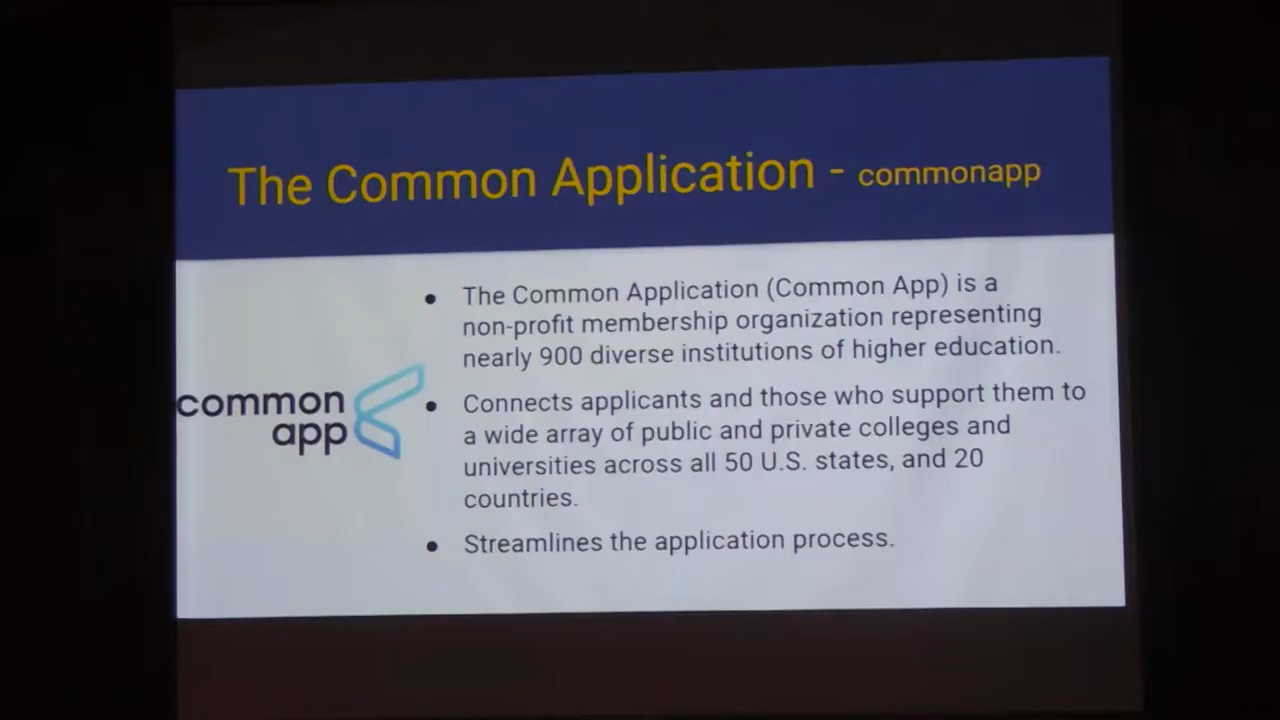 The Common Application - commonapp
common
app
● The Common Application (Common App) is a
non-profit membership organization representing
nearly 900 diverse institutions of higher education.
● Connects applicants and those who support them to
a wide array of public and private colleges and
universities across all 50 U.S. states, and 20
countries.
● Streamlines the application process.